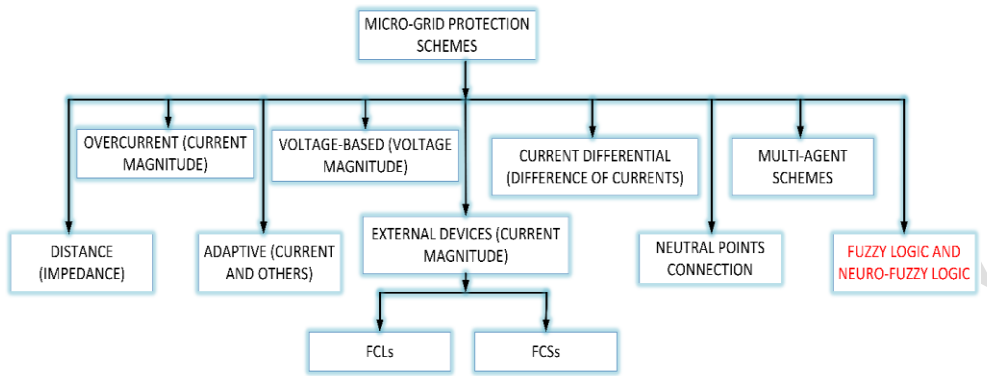 MICRO-GRID PROTECTION
SCHEMES
OVERCURRENT (CURRENT
MAGNITUDE)
VOLTAGE-BASED (VOLTAGE
MAGNITUDE)
CURRENT DIFFERENTIAL
(DIFFERENCE OF CURRENTS)
MULTI-AGENT
SCHEMES
DISTANCE
(IMPEDANCE)
ADAPTIVE (CURRENT
AND OTHERS)
EXTERNAL DEVICES (CURRENT
MAGNITUDE)
NEUTRAL POINTS
CONNECTION
FUZZY LOGIC AND
NEURO-FUZZY LOGIC
FCLs
FCSs